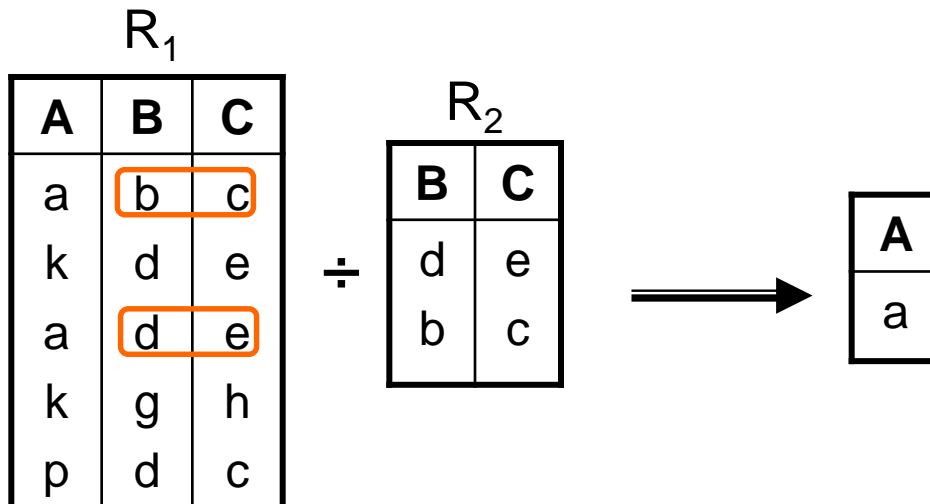 R₁
A B C
a b c
k d e
a d e
k g h
p d c
÷
R₂
B C
d e
b c
A
a